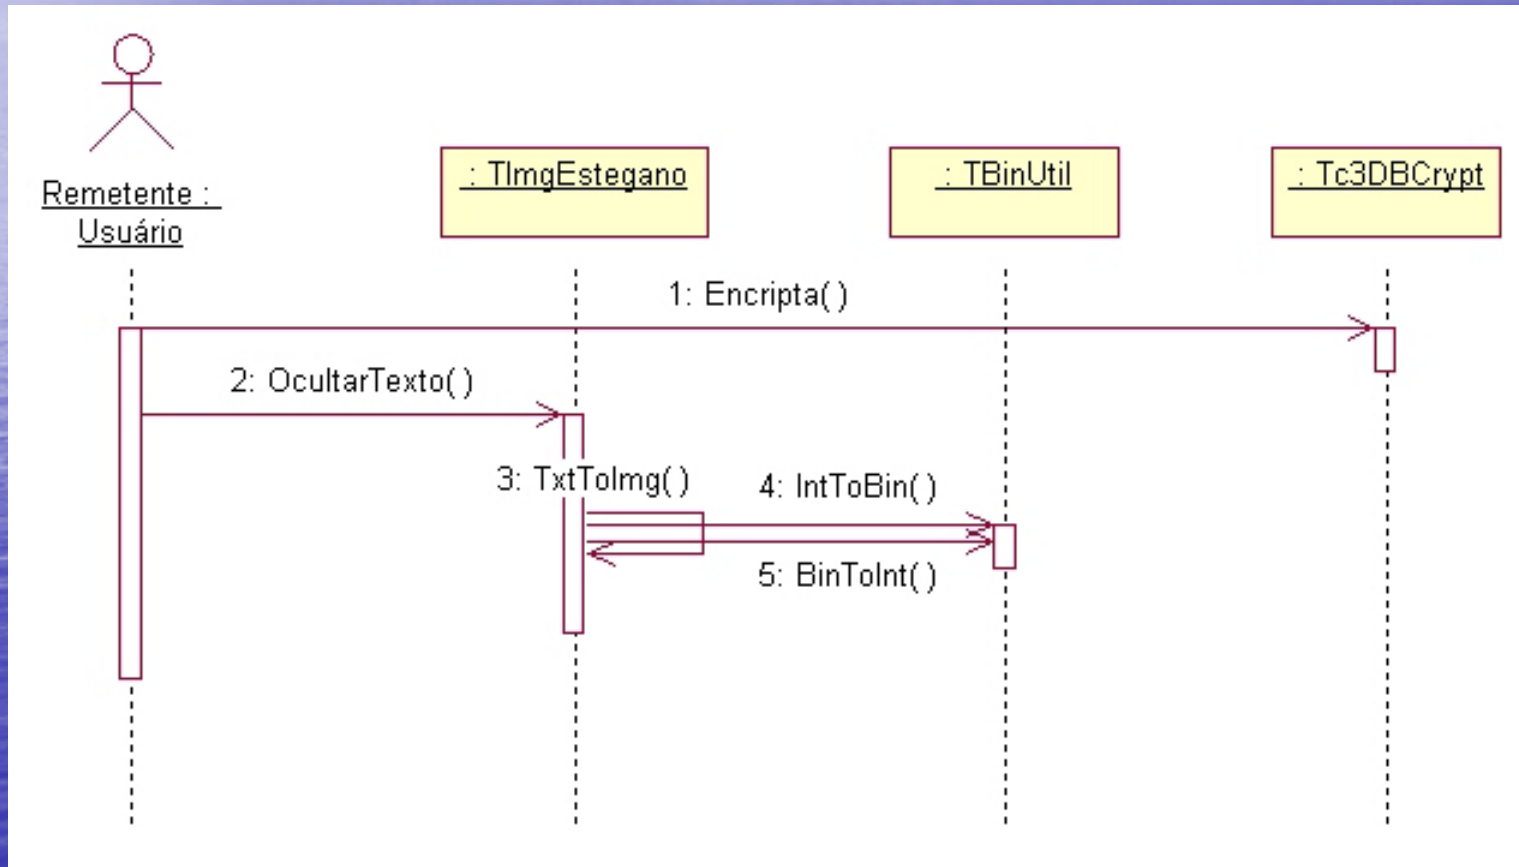 Remetente :
Usuário
: TImgEstegano
: TBinUtil
: Tc3DBCrypt
1: Encripta( )
2: OcultarTexto( )
3: TxtToImg( )
4: IntToBin( )
5: BinToInt( )